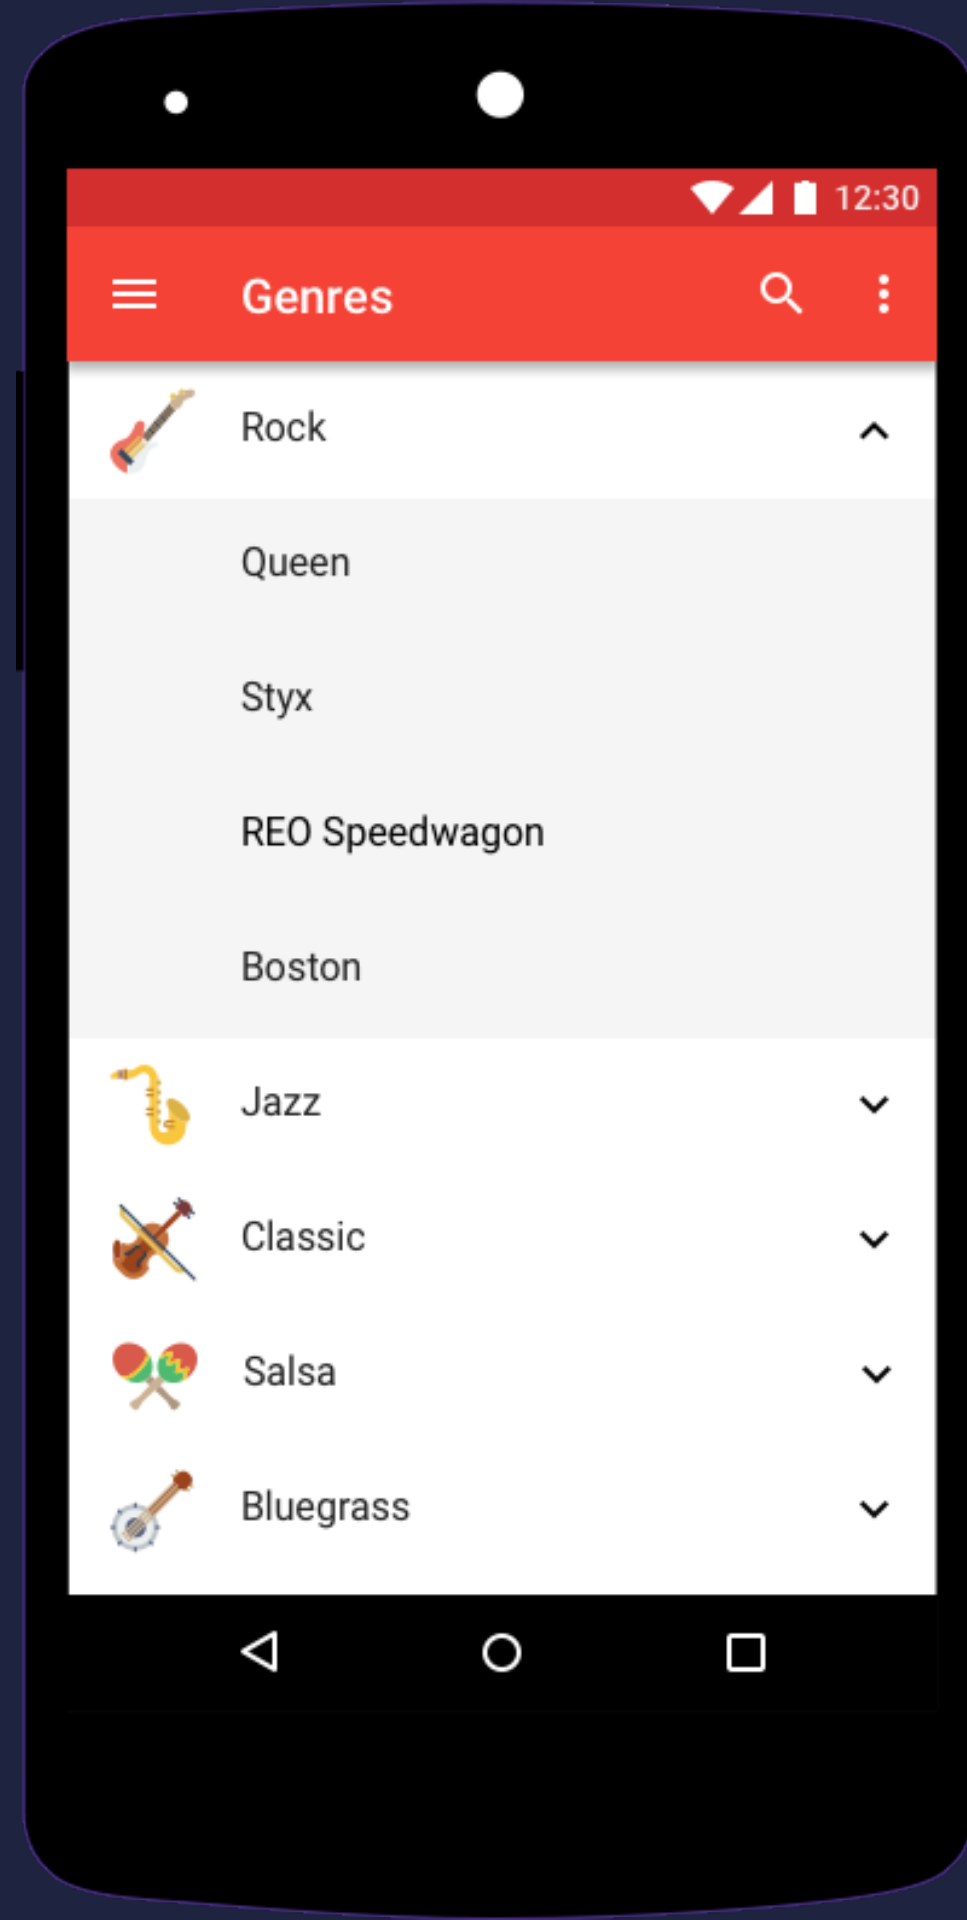 12:30
Genres
Rock
Queen
Styx
REO Speedwagon
Boston
Jazz
Classic
Salsa
Bluegrass